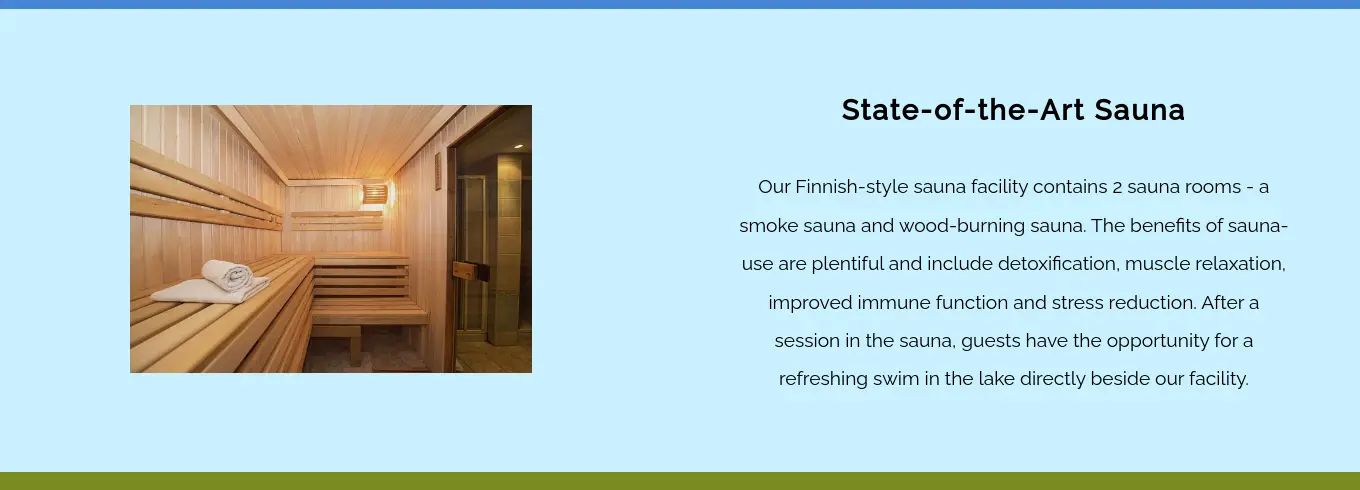 State-of-the-Art Sauna
Our Finnish-style sauna facility contains 2 sauna rooms - a
smoke sauna and wood-burning sauna. The benefits of sauna-
use are plentiful and include detoxification, muscle relaxation,
improved immune function and stress reduction. After a
session in the sauna, guests have the opportunity for a
refreshing swim in the lake directly beside our facility.